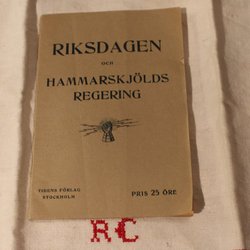 RIKSDAGEN
OCH
HAMMARSKJÖLDS
REGERING
TIDENS FÖRLAG
STOCKHOLM
PRIS 25 ÖRE
RC